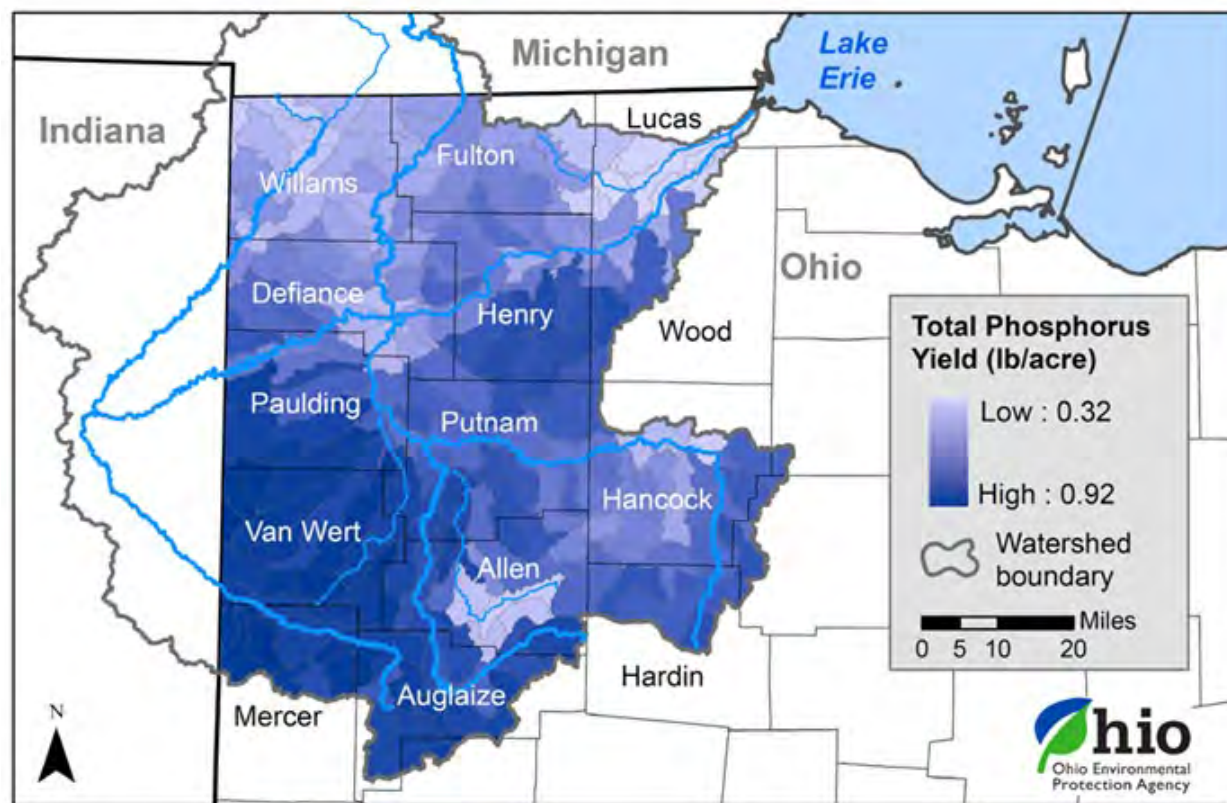 Michigan
Lake
Erie
Indiana
Lucas
Fulton
Willams
Ohio
Defiance
Henry
Wood
Total Phosphorus
Yield (lb/acre)
Low : 0.32
High : 0.92
Watershed
boundary
Miles
0 5 10 20
Paulding
Putnam
Hancock
Van Wert
Allen
Hardin
Auglaize
Mercer
N
Ohio
Ohio Environmental
Protection Agency